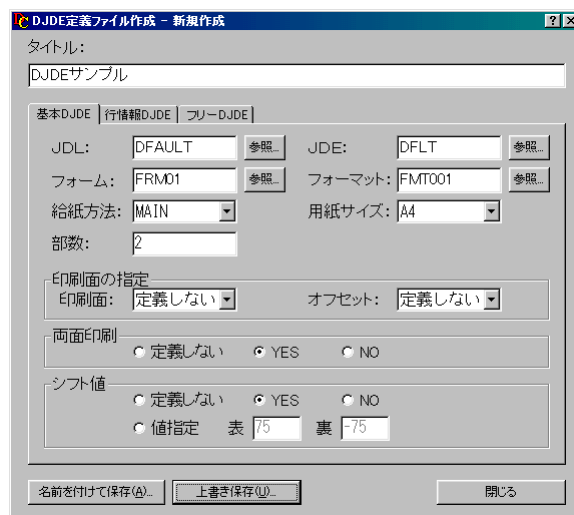 DJDE定義ファイル作成 - 新規作成
タイトル:
DJDEサンプル
基本DJDE 行情報DJDE フリーDJDE
JDL: DFAULT 参照... JDE: DFLT 参照...
フォーム: FRM01 参照... フォーマット: FMT001 参照...
給紙方法: MAIN 用紙サイズ: A4
部数: 2
印刷面の指定
印刷面: 定義しない オフセット: 定義しない
両面印刷
定義しない YES NO
シフト値
定義しない YES NO
値指定 表 75 裏 -75
名前を付けて保存(A)... 上書き保存(U)... 閉じる